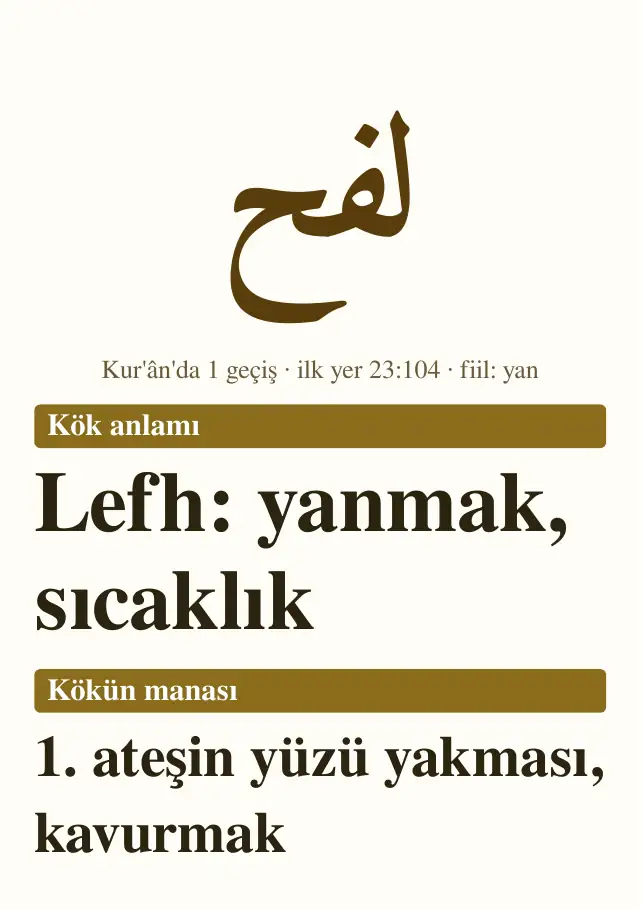 لفح
Kur'ân'da 1 geçiş · ilk yer 23:104 · fiil: yan
Kök anlamı
Lefh: yanmak,
sıcaklık
Kökün manası
1. ateşin yüzü yakması,
kavurmak